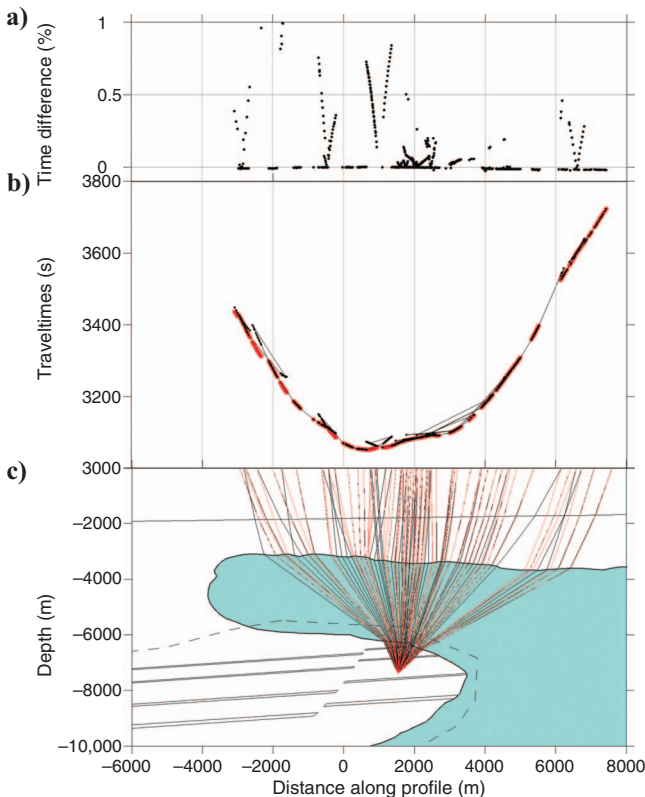 a)
Time difference (%)
1
0.5
0
b)
Traveltimes (s)
3800
3600
3400
3200
3000
c)
Depth (m)
–2000
–4000
–6000
–8000
–10,000
–6000 –4000 –2000 0 2000 4000 6000 8000
Distance along profile (m)